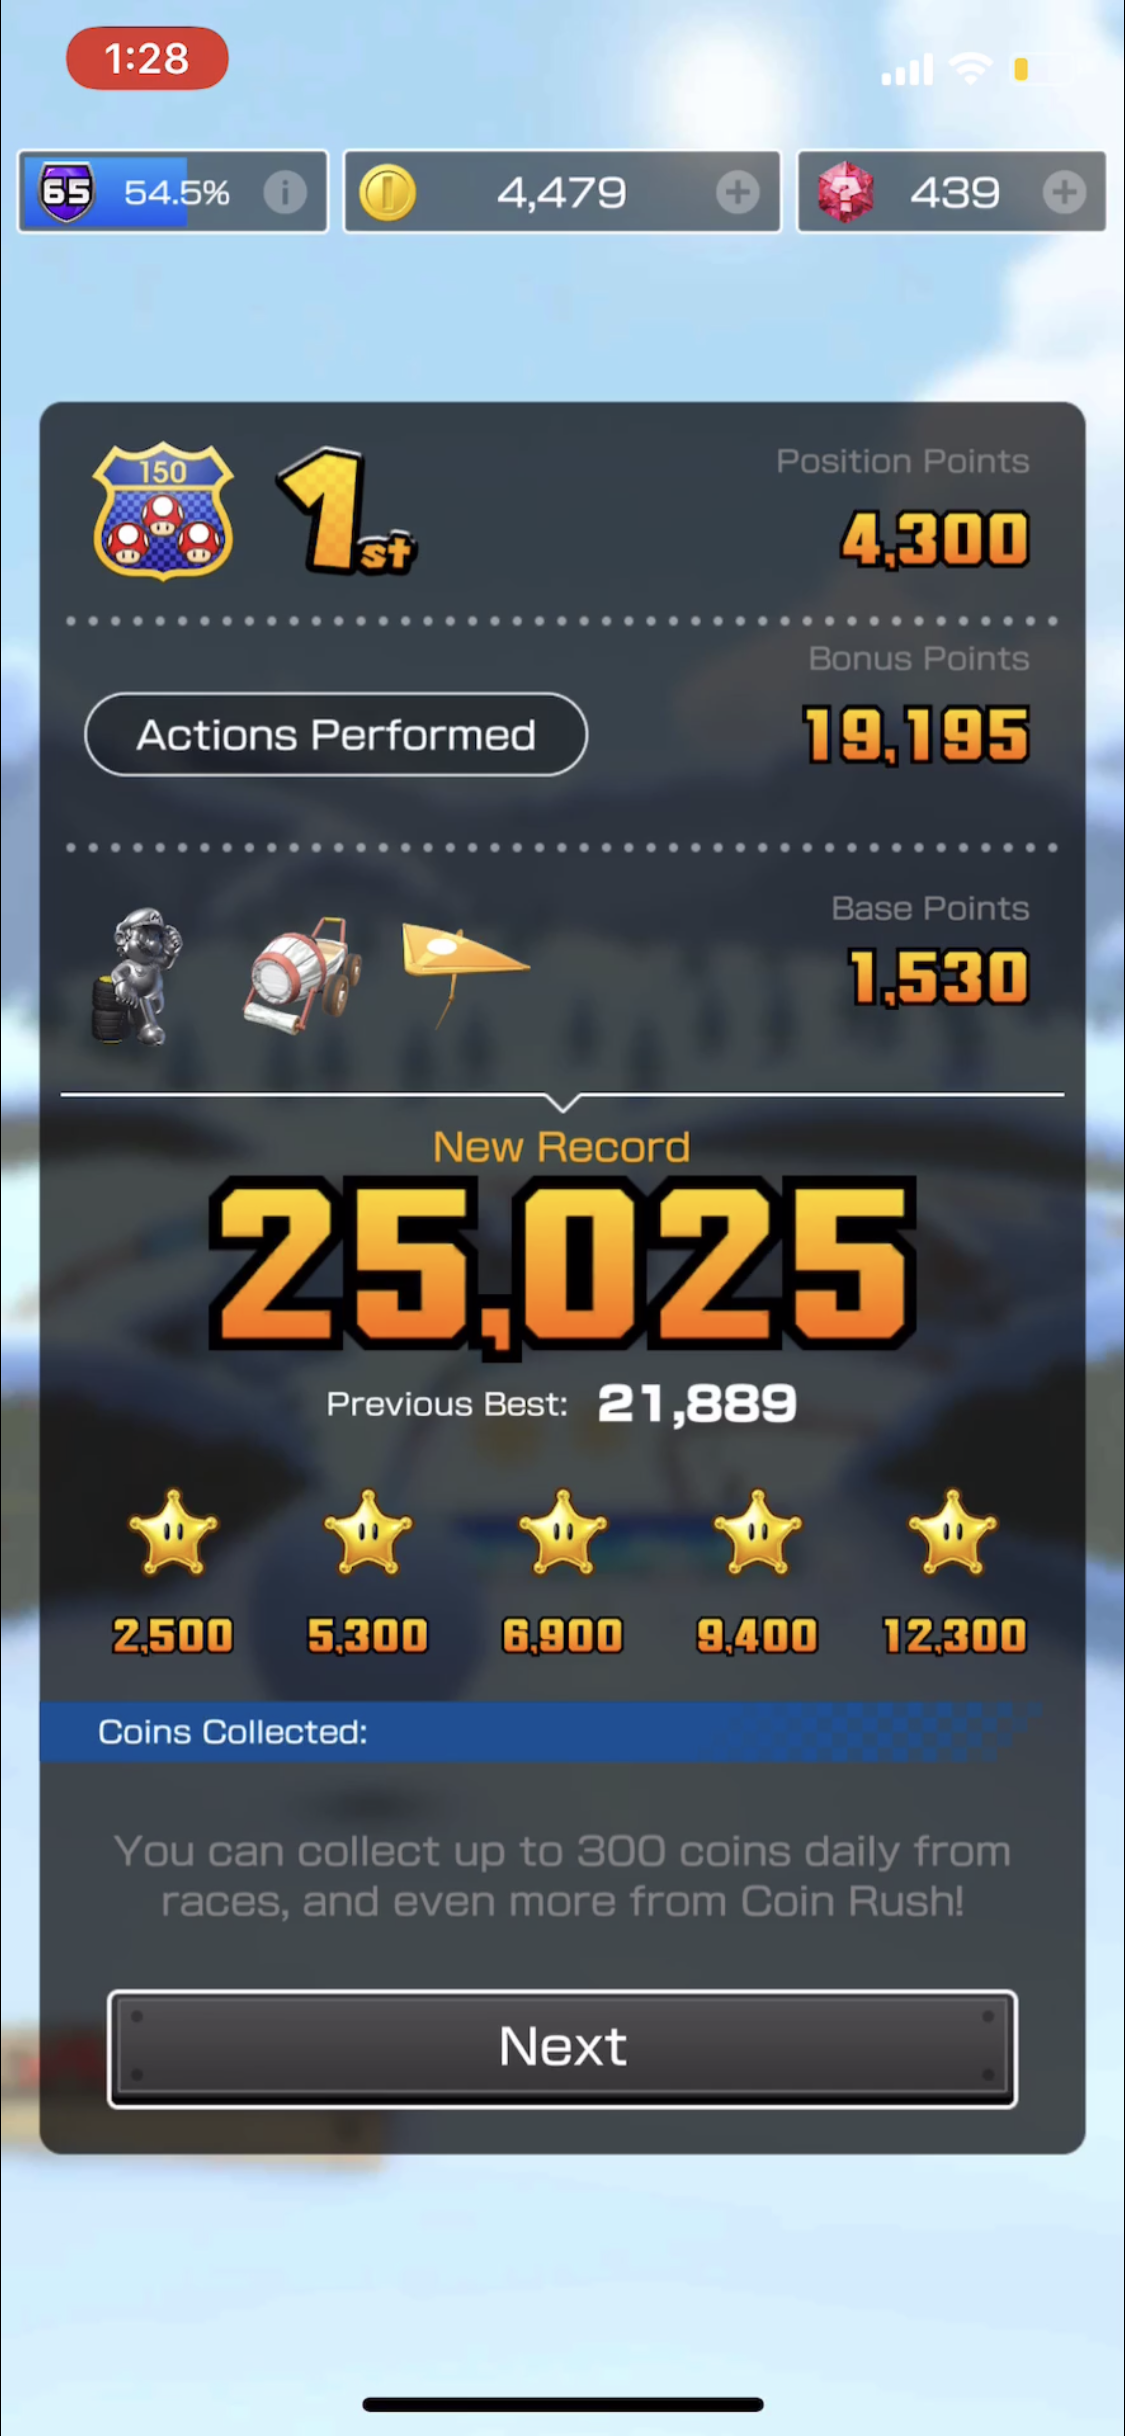 1:28
65 54.5% i
4,479 +
? 439 +
150
1st
Position Points
4,300
Bonus Points
Actions Performed
19,195
Base Points
1,530
New Record
25,025
Previous Best: 21,889
2,500 5,300 6,900 9,400 12,300
Coins Collected:
You can collect up to 300 coins daily from
races, and even more from Coin Rush!
Next